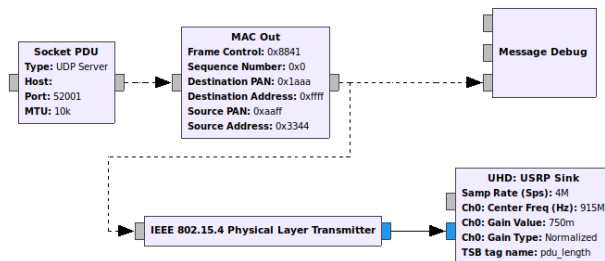 Socket PDU
Type: UDP Server
Host:
Port: 52001
MTU: 10k
MAC Out
Frame Control: 0x8841
Sequence Number: 0x0
Destination PAN: 0x1aaa
Destination Address: 0xffff
Source PAN: 0xaaff
Source Address: 0x3344
Message Debug
IEEE 802.15.4 Physical Layer Transmitter
UHD: USRP Sink
Samp Rate (Sps): 4M
Ch0: Center Freq (Hz): 915M
Ch0: Gain Value: 750m
Ch0: Gain Type: Normalized
TSB tag name: pdu_length